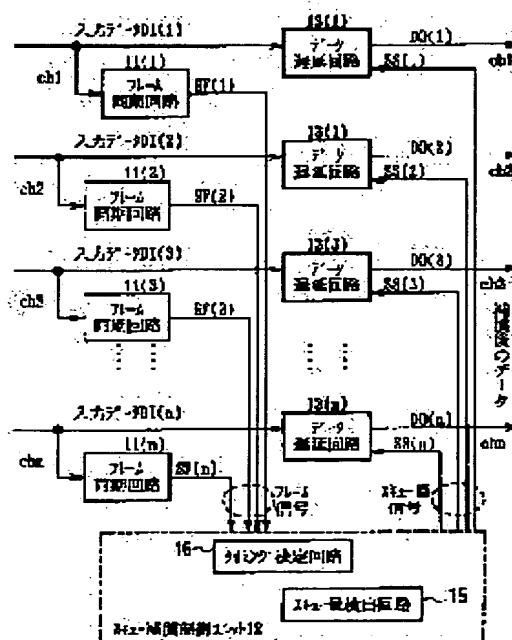 入力データDI(1)
ch1
11(1)
フレーム
同期回路
SF(1)
13(1)
データ
遅延回路
DO(1)
ch1
入力データDI(2)
ch2
11(2)
フレーム
同期回路
SF(2)
データ
遅延回路
DO(2)
SS(2)
ch2
入力データDI(3)
ch3
11(3)
フレーム
同期回路
SF(3)
13(3)
データ
遅延回路
DO(3)
SS(3)
ch3
補償後のデータ
入力データDI(n)
chn
11(n)
フレーム
同期回路
SF(n)
13(n)
データ
遅延回路
DO(n)
SS(n)
chn
フレーム
信号
スキュー量
信号
16
タイミング決定回路
スキュー量検出回路
15
スキュー補償制御ユニット12